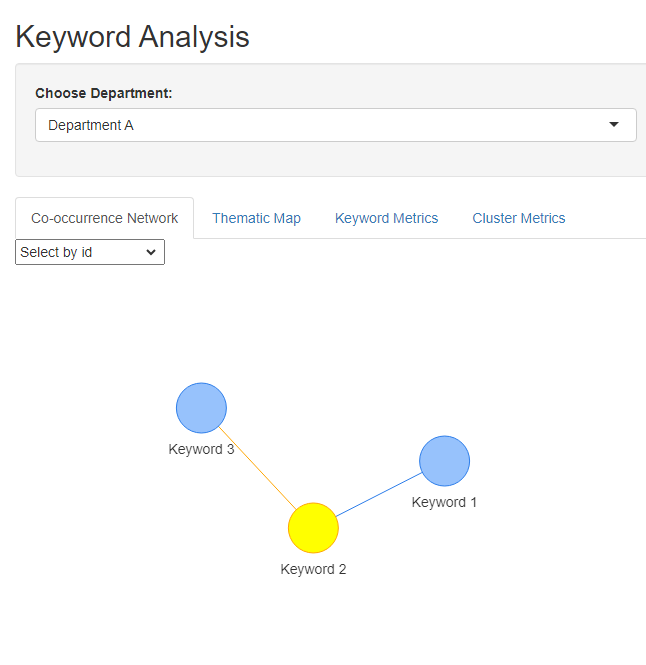 Keyword Analysis
Choose Department:
Department A
Co-occurrence Network Thematic Map Keyword Metrics Cluster Metrics
Select by id
Keyword 3
Keyword 1
Keyword 2